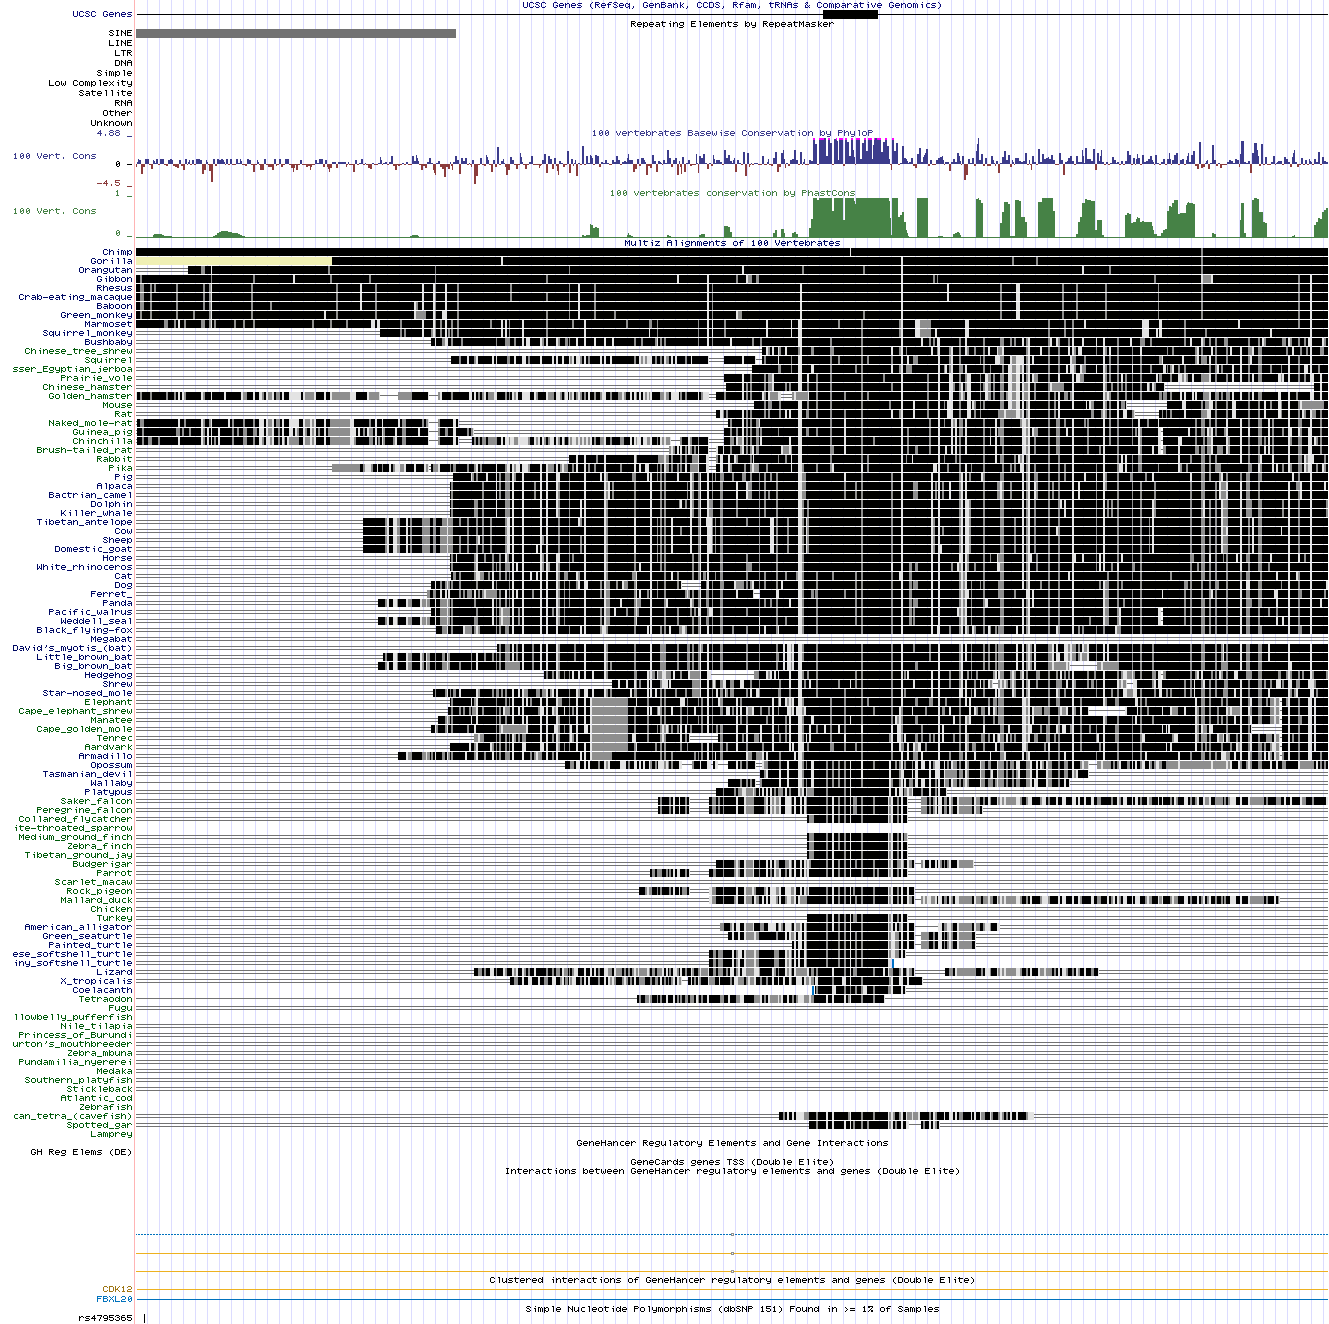 UCSC Genes (RefSeq, GenBank, CCDS, Rfam, tRNAs & Comparative Genomics)
UCSC Genes
Repeating Elements by RepeatMasker
SINE
LINE
LTR
DNA
Simple
Low Complexity
Satellite
RNA
Other
Unknown
100 vertebrates Basewise Conservation by PhyloP
4.88 _
100 Vert. Cons
0 _
-4.5 _
100 vertebrates conservation by PhastCons
1 _
100 Vert. Cons
0 _
Multiz Alignments of 100 Vertebrates
Chimp
Gorilla
Orangutan
Gibbon
Rhesus
Crab-eating_macaque
Baboon
Green_monkey
Marmoset
Squirrel_monkey
Bushbaby
Chinese_tree_shrew
Squirrel
sser_Egyptian_jerboa
Prairie_vole
Chinese_hamster
Golden_hamster
Mouse
Rat
Naked_mole-rat
Guinea_pig
Chinchilla
Brush-tailed_rat
Rabbit
Pika
Pig
Alpaca
Bactrian_camel
Dolphin
Killer_whale
Tibetan_antelope
Cow
Sheep
Domestic_goat
Horse
White_rhinoceros
Cat
Dog
Ferret_
Panda
Pacific_walrus
Weddell_seal
Black_flying-fox
Megabat
David's_myotis_(bat)
Little_brown_bat
Big_brown_bat
Hedgehog
Shrew
Star-nosed_mole
Elephant
Cape_elephant_shrew
Manatee
Cape_golden_mole
Tenrec
Aardvark
Armadillo
Opossum
Tasmanian_devil
Wallaby
Platypus
Saker_falcon
Peregrine_falcon
Collared_flycatcher
ite-throated_sparrow
Medium_ground_finch
Zebra_finch
Tibetan_ground_jay
Budgerigar
Parrot
Scarlet_macaw
Rock_pigeon
Mallard_duck
Chicken
Turkey
American_alligator
Green_seaturtle
Painted_turtle
ese_softshell_turtle
iny_softshell_turtle
Lizard
X_tropicalis
Coelacanth
Tetraodon
Fugu
llowbelly_pufferfish
Nile_tilapia
Princess_of_Burundi
urton's_mouthbreeder
Zebra_mbuna
Pundamilia_nyererei
Medaka
Southern_platyfish
Stickleback
Atlantic_cod
Zebrafish
can_tetra_(cavefish)
Spotted_gar
Lamprey
GeneHancer Regulatory Elements and Gene Interactions
GH Reg Elems (DE)
GeneCards genes TSS (Double Elite)
Interactions between GeneHancer regulatory elements and genes (Double Elite)
Clustered interactions of GeneHancer regulatory elements and genes (Double Elite)
CDK12
FBXL20
Simple Nucleotide Polymorphisms (dbSNP 151) Found in >= 1% of Samples
rs4795365